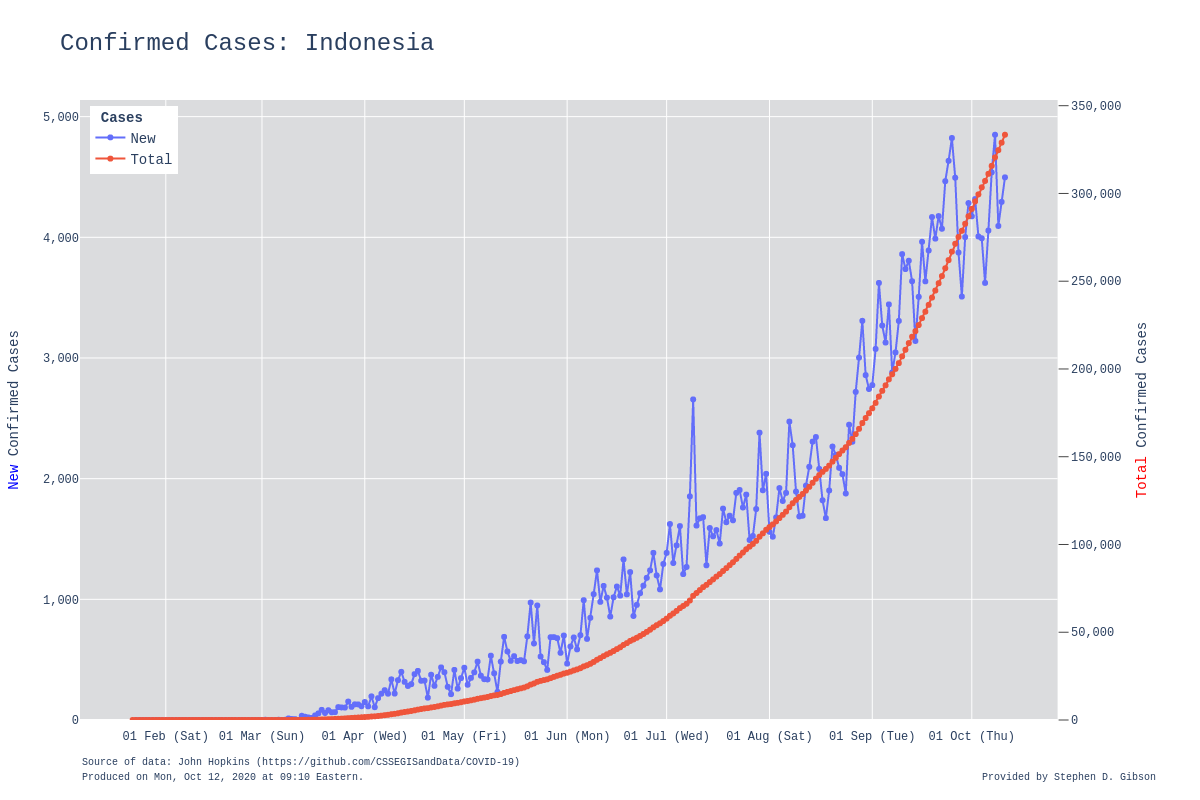 Confirmed Cases: Indonesia
Cases
New
Total
5,000
4,000
3,000
2,000
1,000
0
350,000
300,000
250,000
200,000
150,000
100,000
50,000
0
New Confirmed Cases
Total Confirmed Cases
01 Feb (Sat) 01 Mar (Sun) 01 Apr (Wed) 01 May (Fri) 01 Jun (Mon) 01 Jul (Wed) 01 Aug (Sat) 01 Sep (Tue) 01 Oct (Thu)
Source of data: John Hopkins (https://github.com/CSSEGISandData/COVID-19)
Produced on Mon, Oct 12, 2020 at 09:10 Eastern.
Provided by Stephen D. Gibson